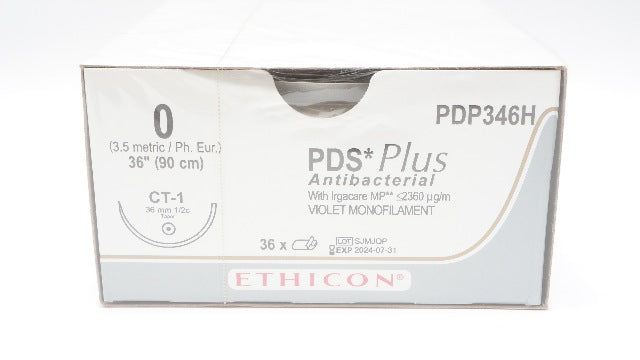 0
(3.5 metric / Ph. Eur.)
36" (90 cm)
CT-1
36 mm 1/2c
Taper
PDP346H
PDS* Plus
Antibacterial
With Irgacare MP** ≤2360 µg/m
VIOLET MONOFILAMENT
36 x
LOT SJMJQP
EXP 2024-07-31
ETHICON®